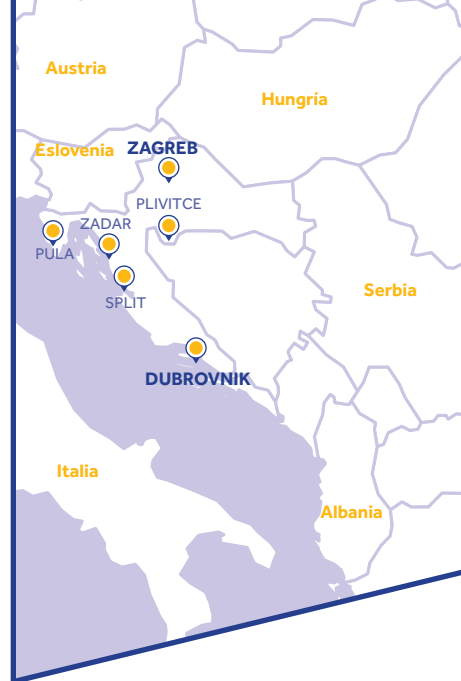 Austria
Hungría
Eslovenia
ZAGREB
PLIVITCE
ZADAR
PULA
SPLIT
Serbia
DUBROVNIK
Italia
Albania